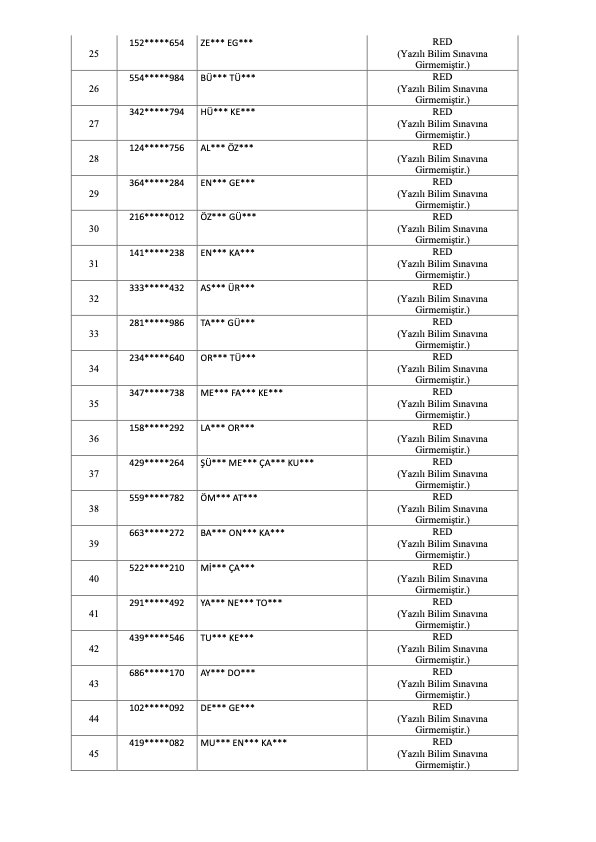 25 152*****654 ZE*** EG*** RED
(Yazılı Bilim Sınavına
Girmemiştir.)
26 554*****984 BÜ*** TÜ*** RED
(Yazılı Bilim Sınavına
Girmemiştir.)
27 342*****794 HÜ*** KE*** RED
(Yazılı Bilim Sınavına
Girmemiştir.)
28 124*****756 AL*** ÖZ*** RED
(Yazılı Bilim Sınavına
Girmemiştir.)
29 364*****284 EN*** GE*** RED
(Yazılı Bilim Sınavına
Girmemiştir.)
30 216*****012 ÖZ*** GÜ*** RED
(Yazılı Bilim Sınavına
Girmemiştir.)
31 141*****238 EN*** KA*** RED
(Yazılı Bilim Sınavına
Girmemiştir.)
32 333*****432 AS*** ÜR*** RED
(Yazılı Bilim Sınavına
Girmemiştir.)
33 281*****986 TA*** GÜ*** RED
(Yazılı Bilim Sınavına
Girmemiştir.)
34 234*****640 OR*** TÜ*** RED
(Yazılı Bilim Sınavına
Girmemiştir.)
35 347*****738 ME*** FA*** KE*** RED
(Yazılı Bilim Sınavına
Girmemiştir.)
36 158*****292 LA*** OR*** RED
(Yazılı Bilim Sınavına
Girmemiştir.)
37 429*****264 ŞÜ*** ME*** ÇA*** KU*** RED
(Yazılı Bilim Sınavına
Girmemiştir.)
38 559*****782 ÖM*** AT*** RED
(Yazılı Bilim Sınavına
Girmemiştir.)
39 663*****272 BA*** ON*** KA*** RED
(Yazılı Bilim Sınavına
Girmemiştir.)
40 522*****210 Mİ*** ÇA*** RED
(Yazılı Bilim Sınavına
Girmemiştir.)
41 291*****492 YA*** NE*** TO*** RED
(Yazılı Bilim Sınavına
Girmemiştir.)
42 439*****546 TU*** KE*** RED
(Yazılı Bilim Sınavına
Girmemiştir.)
43 686*****170 AY*** DO*** RED
(Yazılı Bilim Sınavına
Girmemiştir.)
44 102*****092 DE*** GE*** RED
(Yazılı Bilim Sınavına
Girmemiştir.)
45 419*****082 MU*** EN*** KA*** RED
(Yazılı Bilim Sınavına
Girmemiştir.)